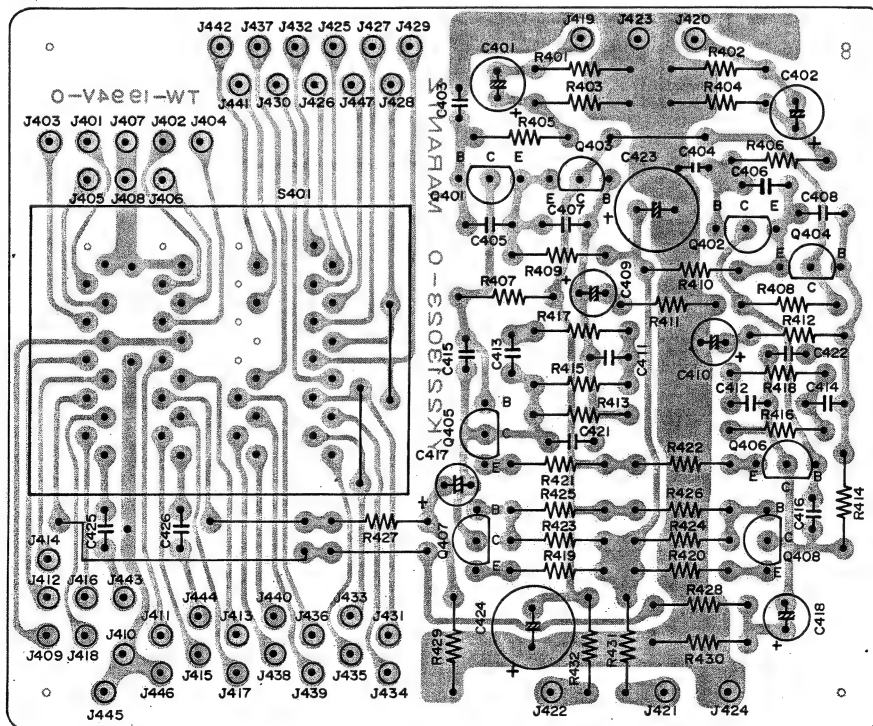 J442 J437 J432 J425 J427 J429
J419 J423 J420
C401 R401 R402 C402
J441 J430 J426 J447 J428
C403 R403 R404
TW-1994V-0
MARANTZ
YKSS13023-0
J403 J401 J407 J402 J404
R405 Q403 C423 C404 R406
J405 J408 J406
S401
B C E
Q401
E C B
C406
C408
B C E
C405 C407 Q402 Q404
E C B
R409 C409 R410
R407 R411 R408
R417 R412
C415 C413 C411 C410 C422
R415 C412 R418 C414
R413 R416
Q405
B C E
C421
C417 R421 R422 Q406
E C B
R425 R426
C416 R414
C425 C426 R427
Q407
B C E
R423 R424
B C E
Q408
R419 R420
J414
J412 J416 J443 J444 J440 J433
R428
J411 J413 J436 J431
C424 C418
J409 J418 J410
J415 J438 J435
R429 R432 R431 R430
J446 J417 J439 J434
J445
J422 J421 J424